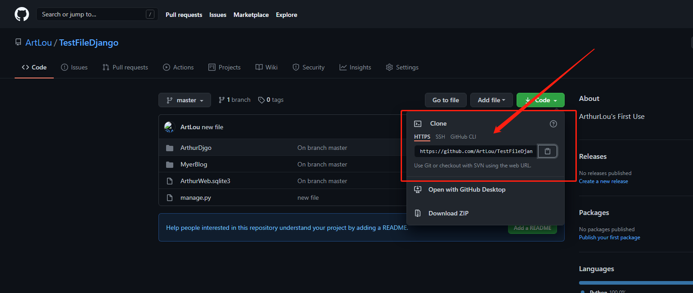 Search or jump to... / Pull requests Issues Marketplace Explore
ArtLou / TestFileDjango
Code Issues Pull requests Actions Projects Wiki Security Insights Settings
master 1 branch 0 tags Go to file Add file Code
About
ArthurLou's First Use
ArtLou new file
ArthurDjgo On branch master
MyerBlog On branch master
ArthurWeb.sqlite3 On branch master
manage.py new file
Clone
HTTPS SSH GitHub CLI
https://github.com/ArtLou/TestFileDjan
Use Git or checkout with SVN using the web URL.
Open with GitHub Desktop
Download ZIP
Help people interested in this repository understand your project by adding a README. Add a README
Releases
No releases published
Create a new release
Packages
No packages published
Publish your first package
Languages